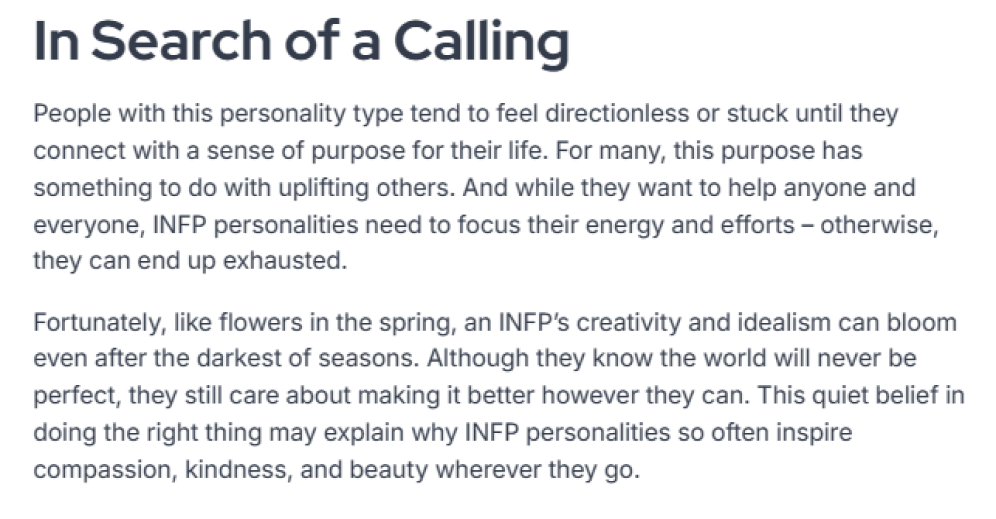 In Search of a Calling
People with this personality type tend to feel directionless or stuck until they
connect with a sense of purpose for their life. For many, this purpose has
something to do with uplifting others. And while they want to help anyone and
everyone, INFP personalities need to focus their energy and efforts – otherwise,
they can end up exhausted.
Fortunately, like flowers in the spring, an INFP’s creativity and idealism can bloom
even after the darkest of seasons. Although they know the world will never be
perfect, they still care about making it better however they can. This quiet belief in
doing the right thing may explain why INFP personalities so often inspire
compassion, kindness, and beauty wherever they go.